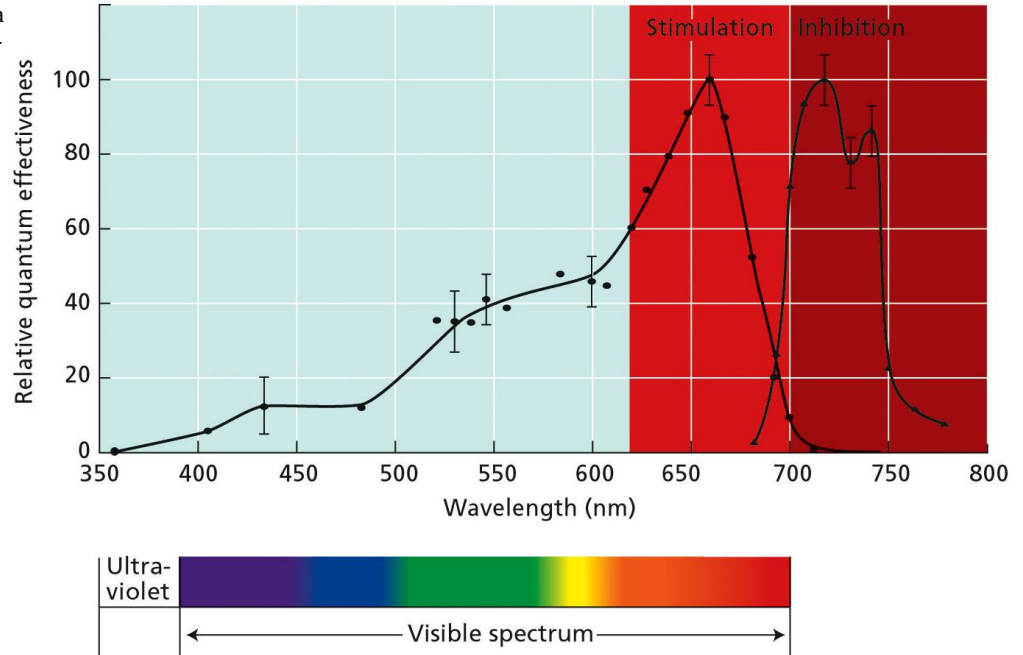 a
Stimulation Inhibition
Relative quantum effectiveness
100
80
60
40
20
0
350 400 450 500 550 600 650 700 750 800
Wavelength (nm)
Ultra-
violet
Visible spectrum